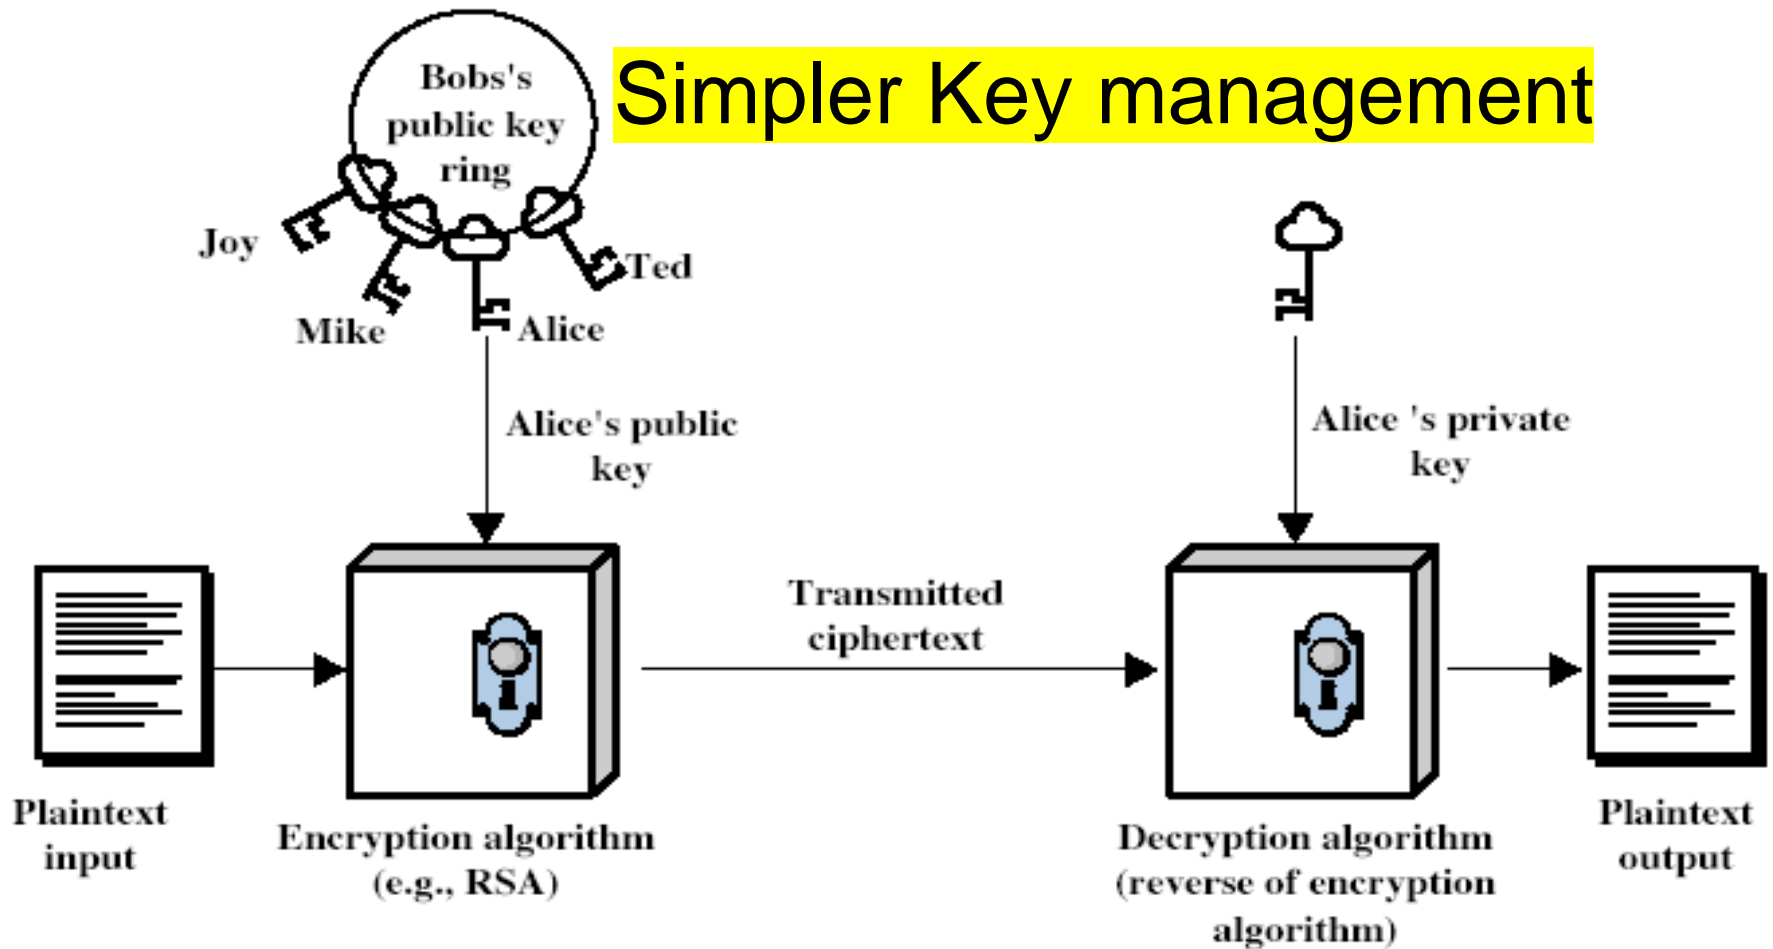 Bobs's
public key
ring
Simpler Key management
Joy
Mike
Alice
Ted
Alice's public
key
Alice 's private
key
Transmitted
ciphertext
Plaintext
input
Encryption algorithm
(e.g., RSA)
Decryption algorithm
(reverse of encryption
algorithm)
Plaintext
output